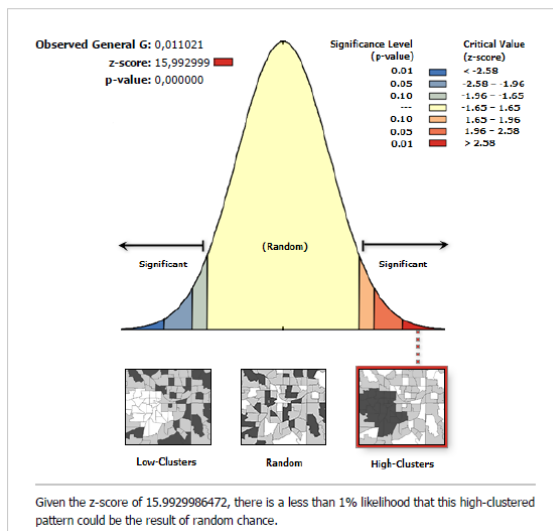 Observed General G: 0,011021
z-score: 15,992999
p-value: 0,000000
Significance Level
(p-value)
Critical Value
(z-score)
0.01 < -2.58
0.05 -2.58 – -1.96
0.10 -1.96 – -1.65
--- -1.65 – 1.65
0.10 1.65 – 1.96
0.05 1.96 – 2.58
0.01 > 2.58
(Random)
Significant
Significant
Low-Clusters
Random
High-Clusters
Given the z-score of 15.9929986472, there is a less than 1% likelihood that this high-clustered
pattern could be the result of random chance.